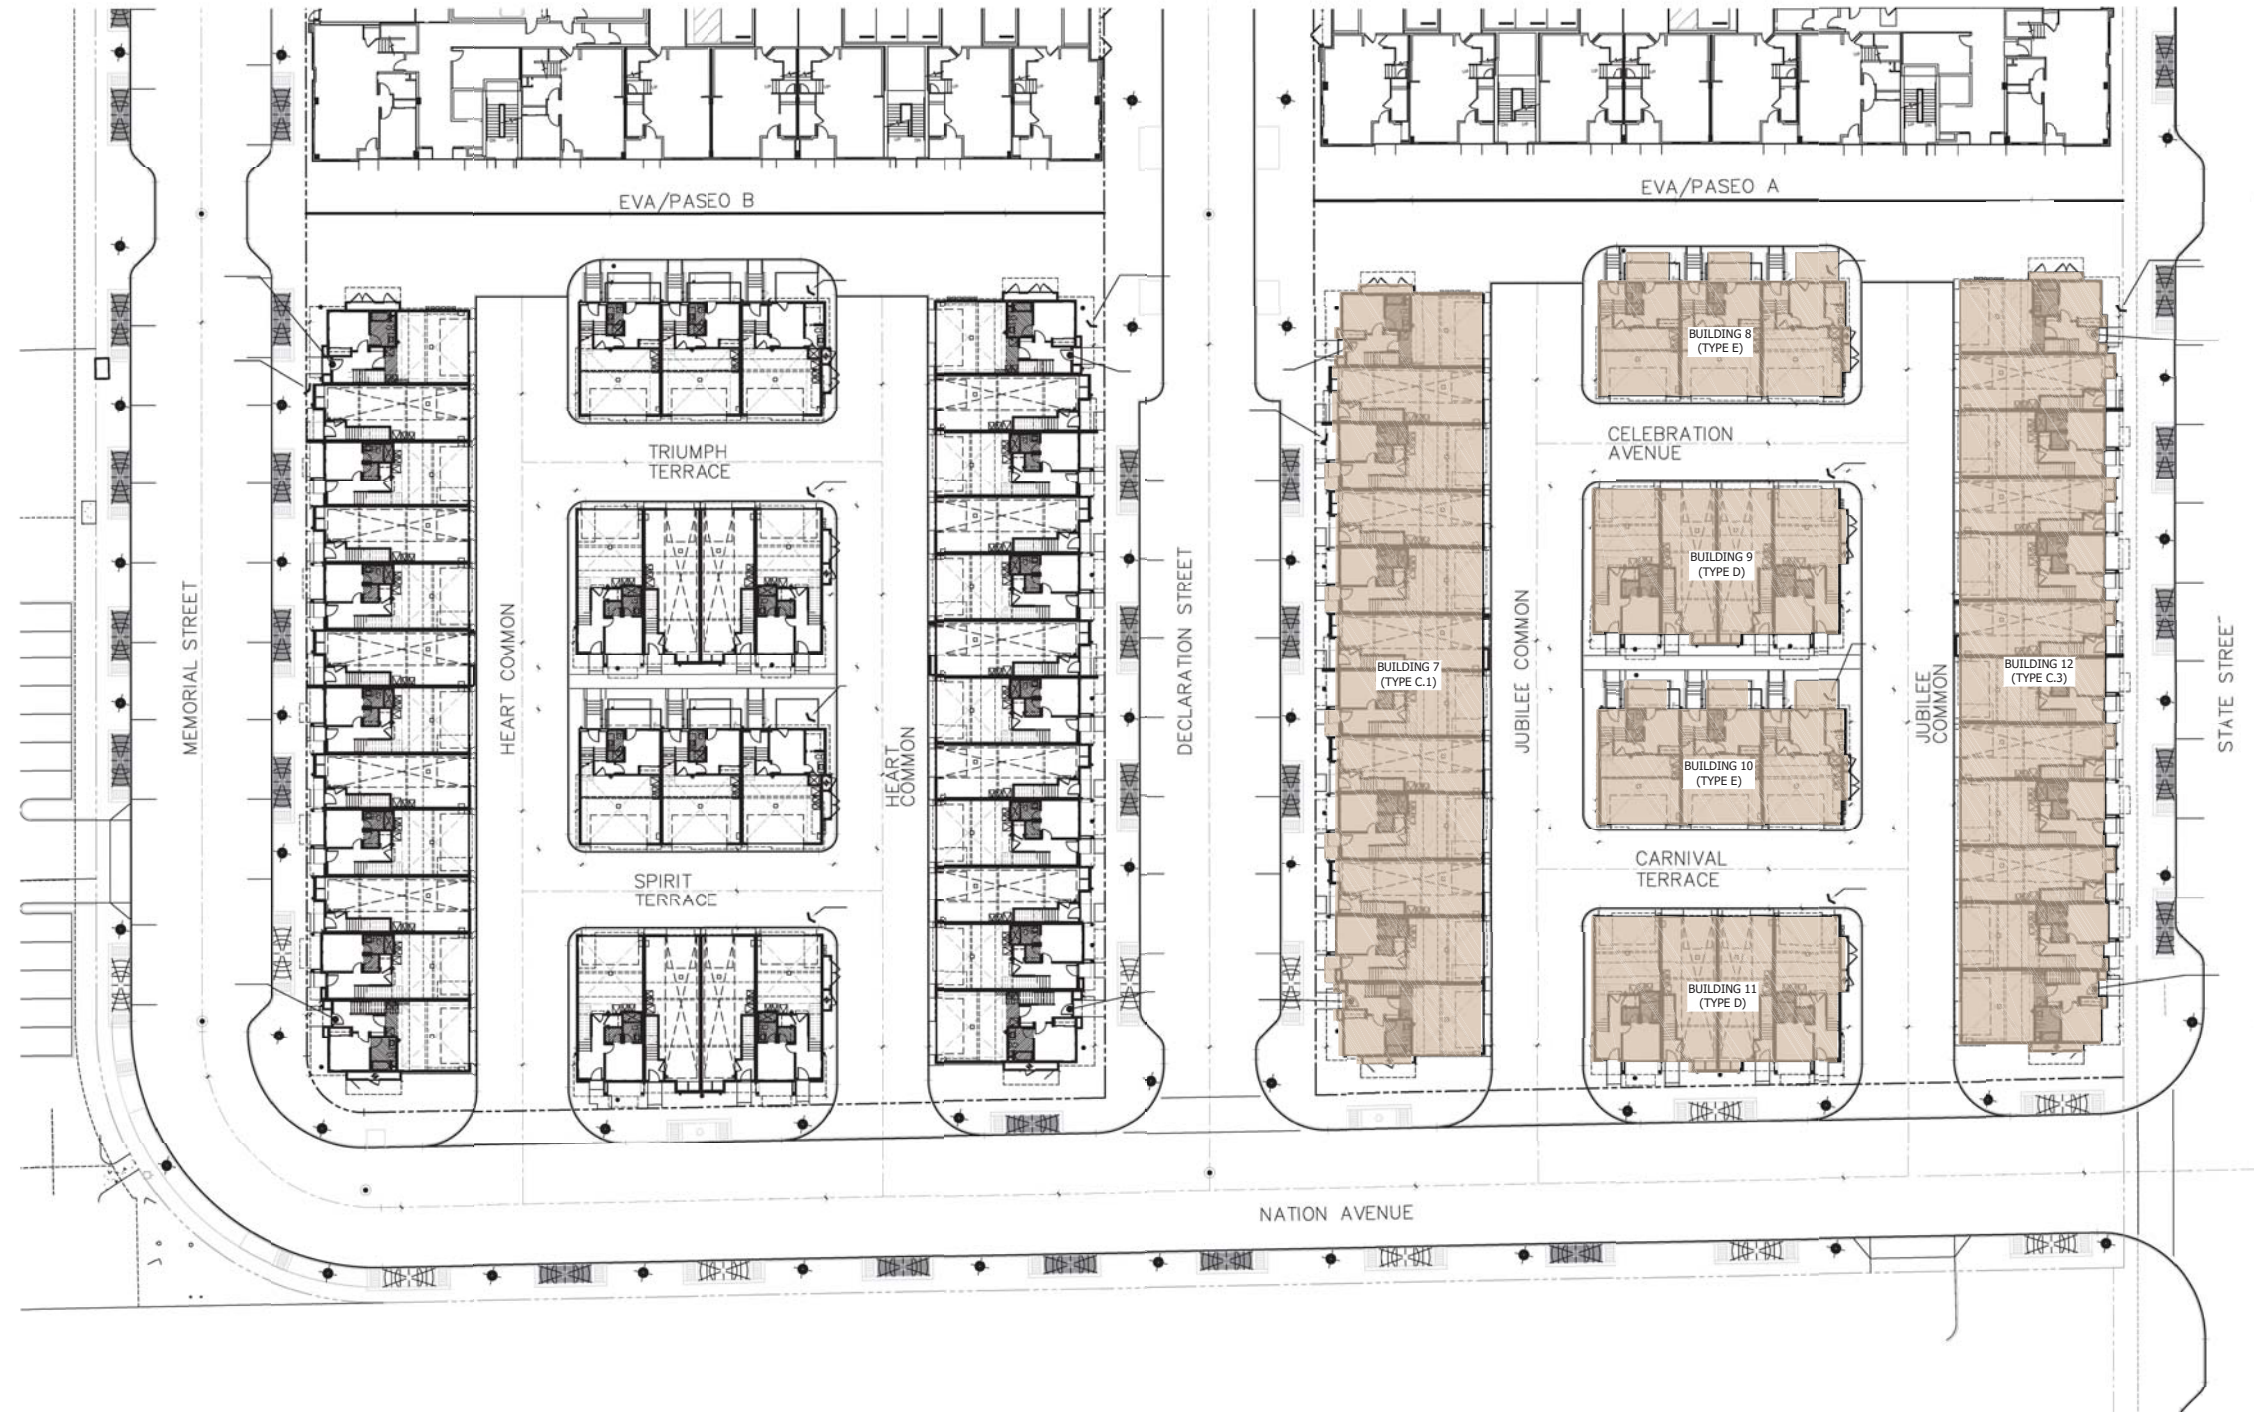 EVA/PASEO B
EVA/PASEO A
BUILDING 8
(TYPE E)
CELEBRATION
AVENUE
TRIUMPH
TERRACE
MEMORIAL STREET
HEART COMMON
HEART
COMMON
DECLARATION STREET
BUILDING 7
(TYPE C.1)
JUBILEE COMMON
BUILDING 9
(TYPE D)
BUILDING 10
(TYPE E)
JUBILEE
COMMON
BUILDING 12
(TYPE C.3)
STATE STREET
SPIRIT
TERRACE
CARNIVAL
TERRACE
BUILDING 11
(TYPE D)
NATION AVENUE